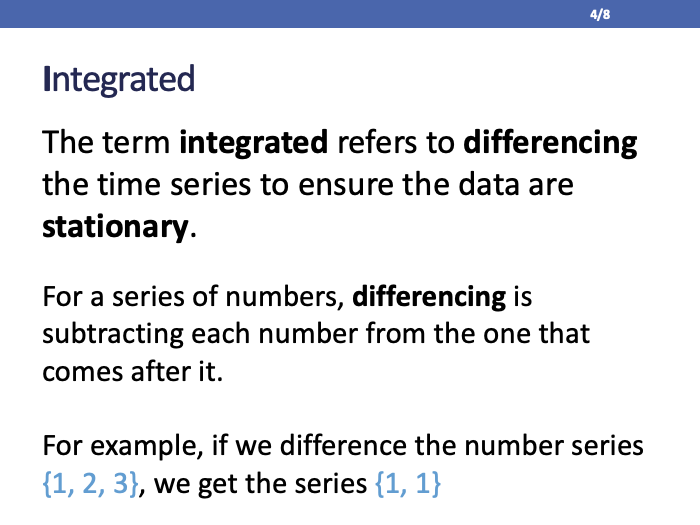 4/8
Integrated
The term integrated refers to differencing
the time series to ensure the data are
stationary.
For a series of numbers, differencing is
subtracting each number from the one that
comes after it.
For example, if we difference the number series
{1, 2, 3}, we get the series {1, 1}